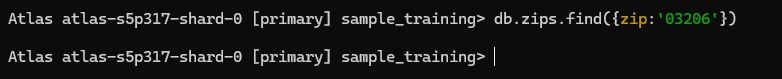 Atlas atlas-s5p317-shard-0 [primary] sample_training> db.zips.find({zip:'03206'})
Atlas atlas-s5p317-shard-0 [primary] sample_training>